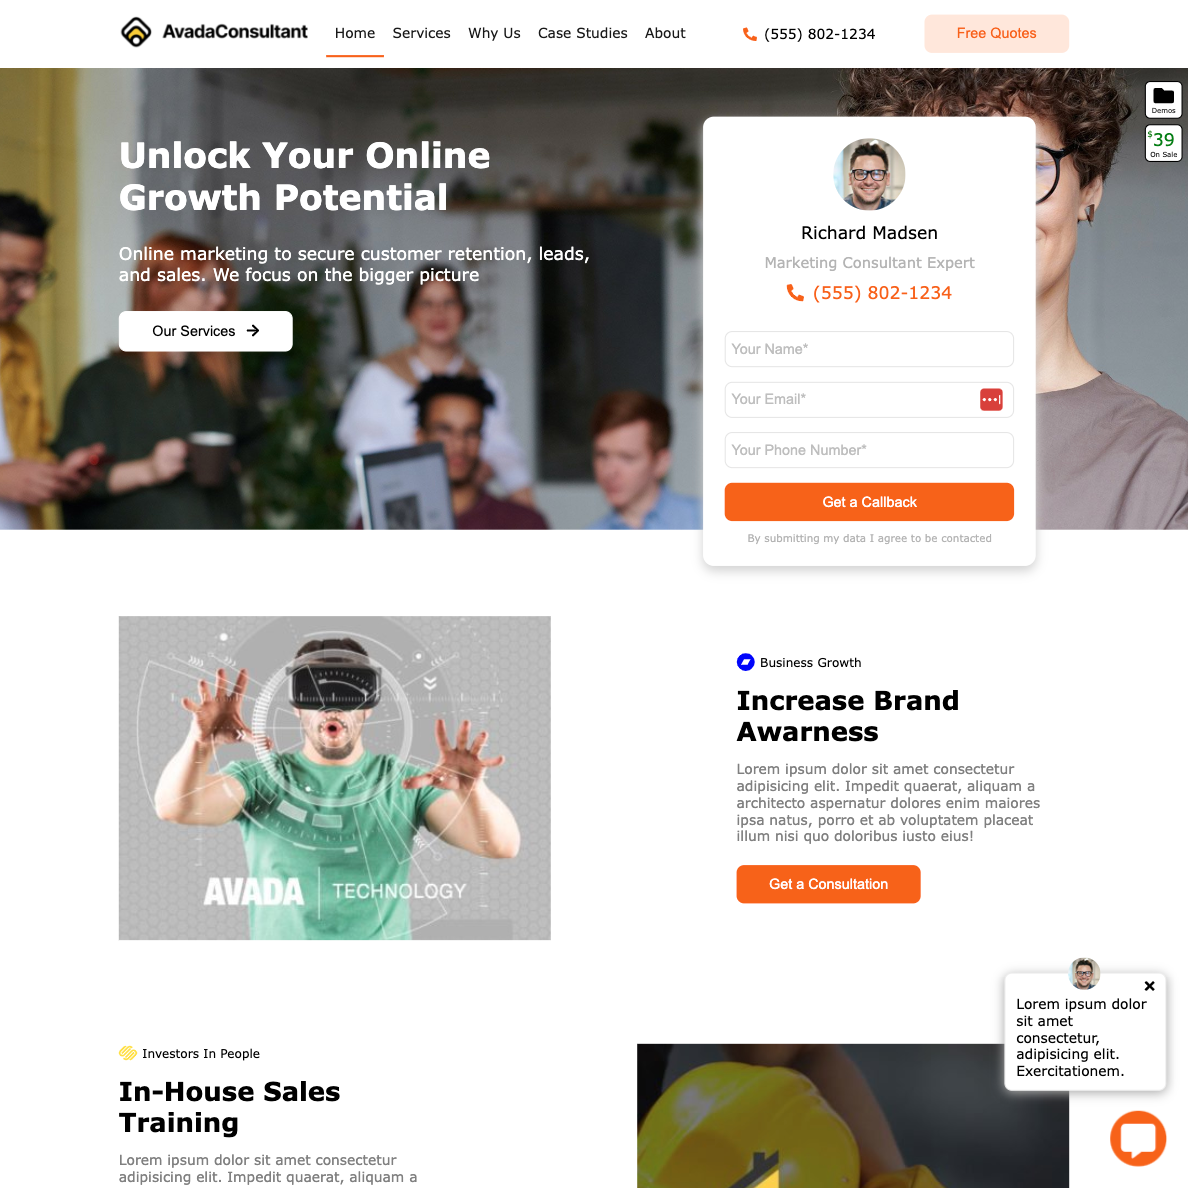 AvadaConsultant
Home
Services
Why Us
Case Studies
About
(555) 802-1234
Free Quotes
Demos
$39
On Sale
Unlock Your Online
Growth Potential
Online marketing to secure customer retention, leads,
and sales. We focus on the bigger picture
Our Services
Richard Madsen
Marketing Consultant Expert
(555) 802-1234
Your Name*
Your Email*
Your Phone Number*
Get a Callback
By submitting my data I agree to be contacted
AVADA
TECHNOLOGY
Business Growth
Increase Brand
Awarness
Lorem ipsum dolor sit amet consectetur
adipisicing elit. Impedit quaerat, aliquam a
architecto aspernatur dolores enim maiores
ipsa natus, porro et ab voluptatem placeat
illum nisi quo doloribus iusto eius!
Get a Consultation
Lorem ipsum dolor
sit amet
consectetur,
adipisicing elit.
Exercitationem.
Investors In People
In-House Sales
Training
Lorem ipsum dolor sit amet consectetur
adipisicing elit. Impedit quaerat, aliquam a